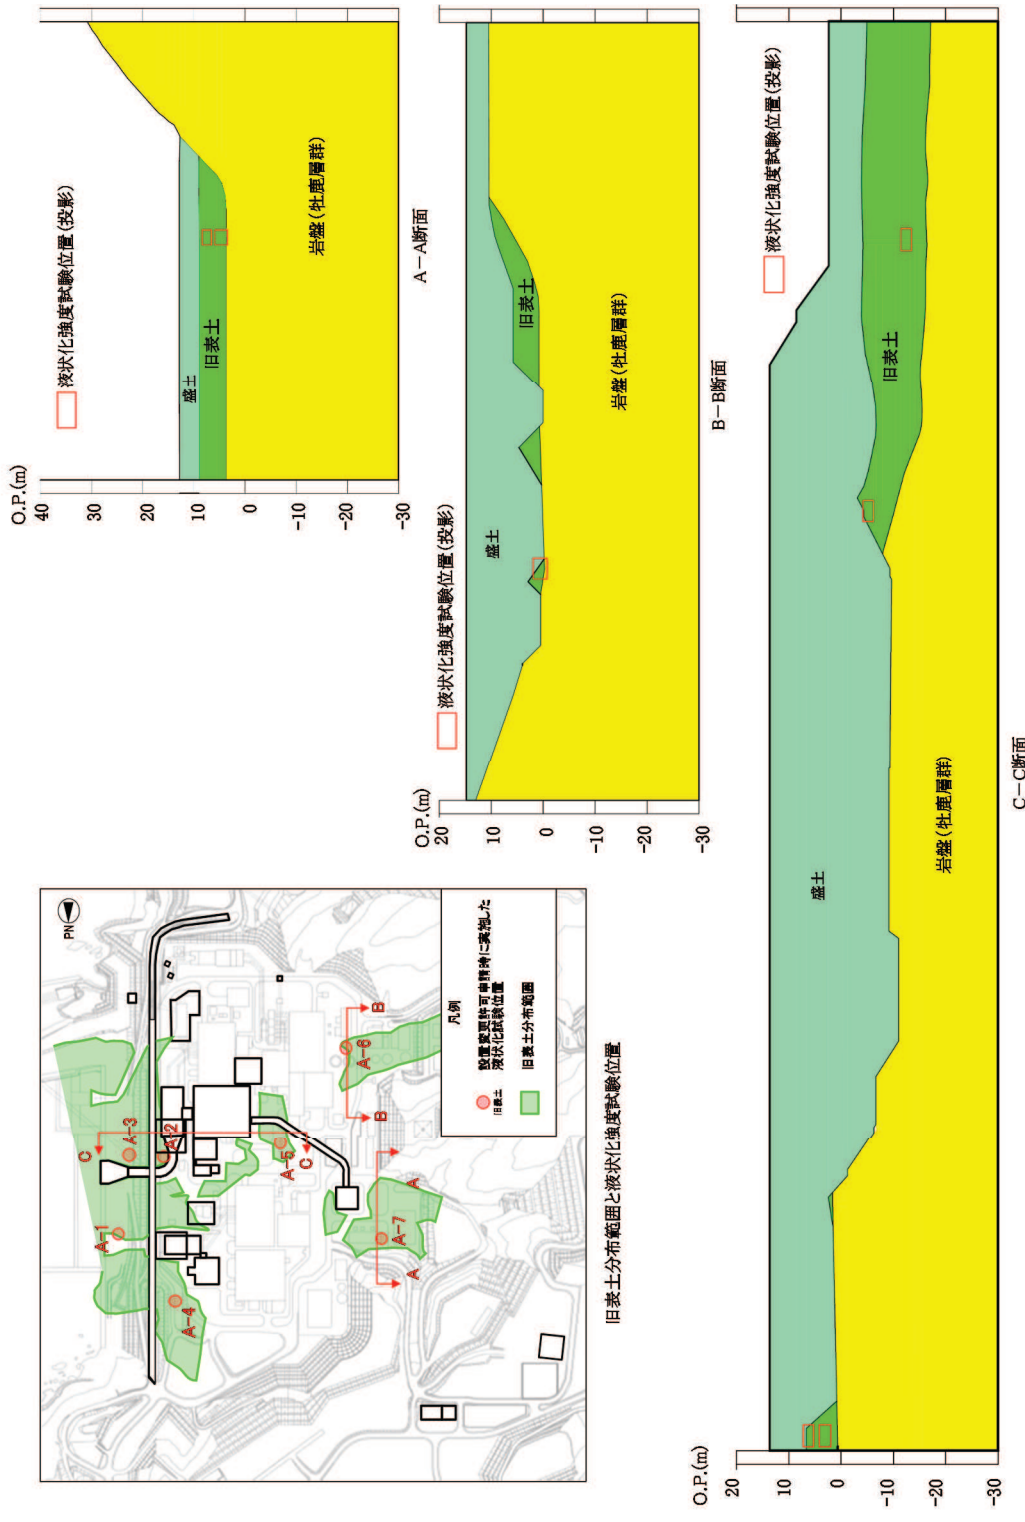 O.P.(m)
40
30
20
10
0
-10
-20
-30
液状化強度試験位置(投影)
盛土
旧表土
岩盤(牡鹿層群)
A-A断面
O.P.(m)
20
10
0
-10
-20
-30
液状化強度試験位置(投影)
盛土
旧表土
岩盤(牡鹿層群)
B-B断面
O.P.(m)
20
10
0
-10
-20
-30
液状化強度試験位置(投影)
盛土
旧表土
岩盤(牡鹿層群)
C-C断面
PN
A-1
A-2
A-3
A-4
A-5
A-6
A-7
A
A
B
B
C
C
凡例
旧表土
設置変更許可申請時に実施した
液状化試験位置
旧表土分布範囲
旧表土分布範囲と液状化強度試験位置